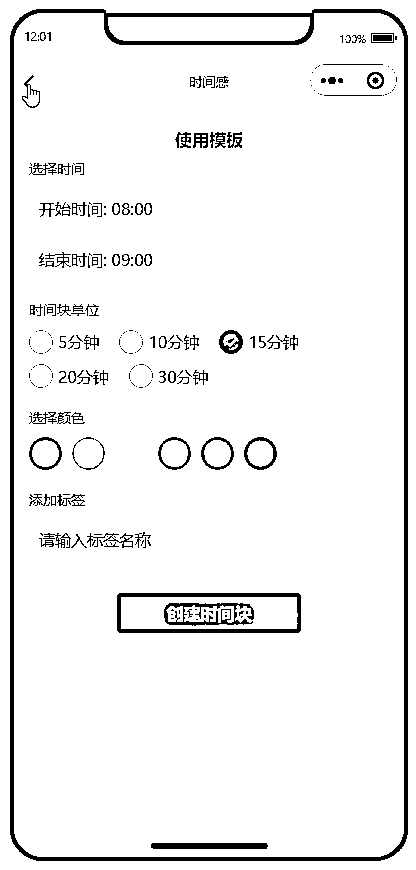 12:01
100%
时间感
使用模板
选择时间
开始时间: 08:00
结束时间: 09:00
时间块单位
5分钟 10分钟 15分钟
20分钟 30分钟
选择颜色
添加标签
请输入标签名称
创建时间块